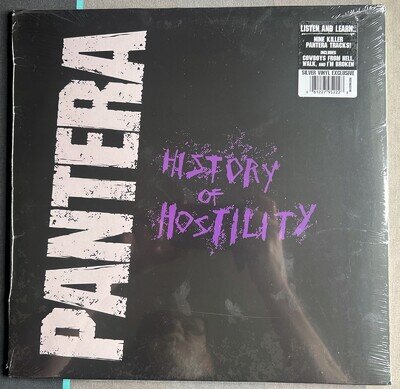 PANTERA
HISTORY
OF
HOSTILITY
LISTEN AND LEARN.
NINE KILLER
PANTERA TRACKS!
INCLUDES
COWBOYS FROM HELL,
WALK, AND I'M BROKEN
SILVER VINYL EXCLUSIVE